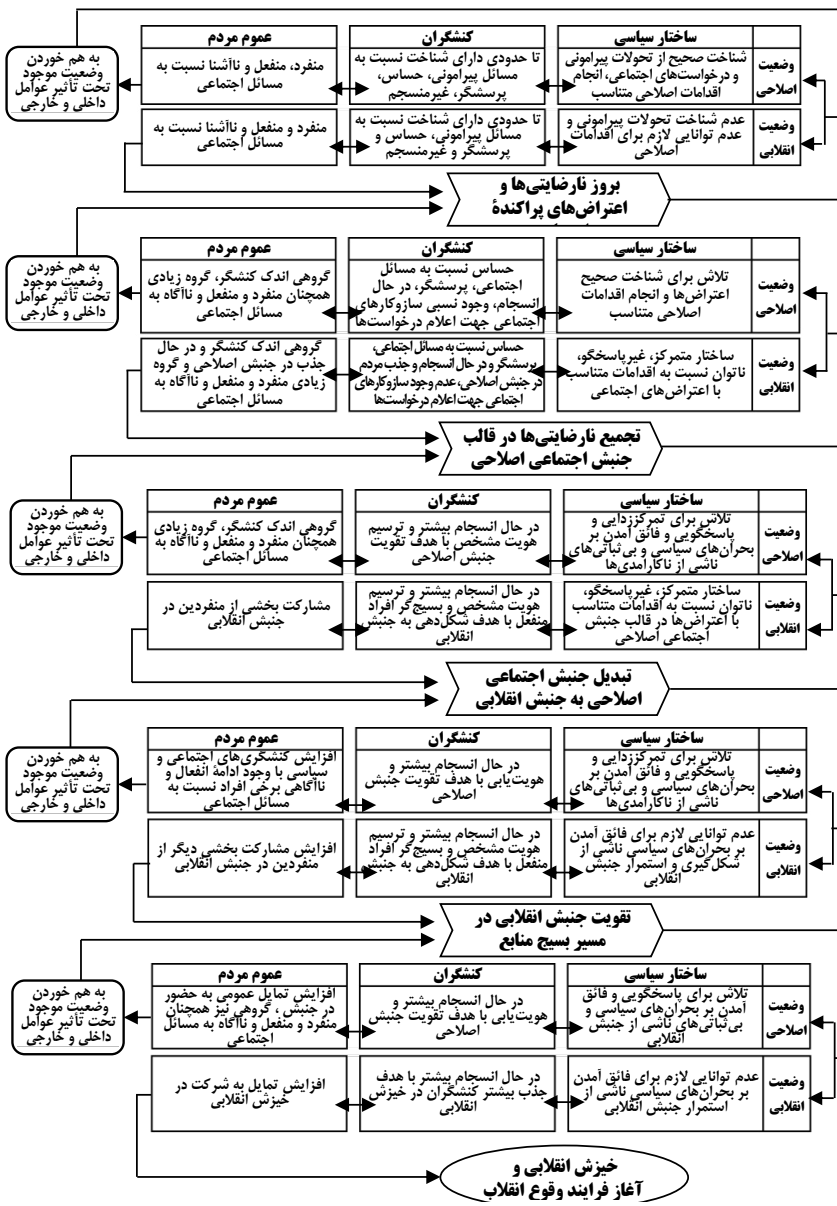 ساختار سیاسی
کنشگران
عموم مردم
وضعیت
اصلاحی
شناخت صحیح از تحولات پیرامونی
و درخواست‌های اجتماعی، انجام
اقدامات اصلاحی متناسب
تا حدودی دارای شناخت نسبت به
مسائل پیرامونی، حساس،
پرسشگر، غیرمنسجم
منفرد، منفعل و ناآشنا نسبت به
مسائل اجتماعی
به هم خوردن
وضعیت موجود
تحت تأثیر عوامل
داخلی و خارجی
وضعیت
انقلابی
عدم شناخت تحولات پیرامونی و
عدم توانایی لازم برای اقدامات
اصلاحی
تا حدودی دارای شناخت نسبت به
مسائل پیرامونی، حساس و
پرسشگر و غیرمنسجم
منفرد و منفعل و ناآشنا نسبت به
مسائل اجتماعی
بروز نارضایتی‌ها و
اعتراض‌های پراکندۀ
ساختار سیاسی
کنشگران
عموم مردم
وضعیت
اصلاحی
تلاش برای شناخت صحیح
اعتراض‌ها و انجام اقدامات
اصلاحی متناسب
حساس نسبت به مسائل
اجتماعی، پرسشگر، در حال
انسجام، وجود نسبی سازوکارهای
اجتماعی جهت اعلام درخواست‌ها
گروهی اندک کنشگر، گروه زیادی
همچنان منفرد و منفعل و ناآگاه به
مسائل اجتماعی
به هم خوردن
وضعیت موجود
تحت تأثیر عوامل
داخلی و خارجی
وضعیت
انقلابی
ساختار متمرکز، غیرپاسخگو،
ناتوان نسبت به اقدامات متناسب
با اعتراض‌های اجتماعی
حساس نسبت به مسائل اجتماعی،
پرسشگر و در حال انسجام و جذب مردم
در جنبش اصلاحی، عدم وجود سازوکارهای
اجتماعی جهت اعلام درخواست‌ها
گروهی اندک کنشگر و در حال
جذب در جنبش اصلاحی و گروه
زیادی منفرد و منفعل و ناآگاه به
مسائل اجتماعی
تجمیع نارضایتی‌ها در قالب
جنبش اجتماعی اصلاحی
ساختار سیاسی
کنشگران
عموم مردم
وضعیت
اصلاحی
تلاش برای تمرکززدایی و
پاسخگویی و فائق آمدن بر
بحران‌های سیاسی و بی‌ثباتی‌های
ناشی از ناکارامدی‌ها
در حال انسجام بیشتر و ترسیم
هویت مشخص با هدف تقویت
جنبش اصلاحی
گروهی اندک کنشگر، گروه زیادی
همچنان منفرد و منفعل و ناآگاه به
مسائل اجتماعی
به هم خوردن
وضعیت موجود
تحت تأثیر عوامل
داخلی و خارجی
وضعیت
انقلابی
ساختار متمرکز، غیرپاسخگو،
ناتوان نسبت به اقدامات متناسب
با اعتراض‌ها در قالب جنبش
اجتماعی اصلاحی
در حال انسجام بیشتر و ترسیم
هویت مشخص و بسیج‌گر افراد
منفعل با هدف شکل‌دهی به جنبش
انقلابی
مشارکت بخشی از منفردین در
جنبش انقلابی
تبدیل جنبش اجتماعی
اصلاحی به جنبش انقلابی
ساختار سیاسی
کنشگران
عموم مردم
وضعیت
اصلاحی
تلاش برای تمرکززدایی و
پاسخگویی و فائق آمدن بر
بحران‌های سیاسی و بی‌ثباتی‌های
ناشی از ناکارآمدی‌ها
در حال انسجام بیشتر و
هویت‌یابی با هدف تقویت جنبش
اصلاحی
افزایش کنشگری‌های اجتماعی و
سیاسی با وجود ادامۀ انفعال و
ناآگاهی برخی افراد نسبت به
مسائل اجتماعی
به هم خوردن
وضعیت موجود
تحت تأثیر عوامل
داخلی و خارجی
وضعیت
انقلابی
عدم توانایی لازم برای فائق آمدن
بر بحران‌های سیاسی ناشی از
شکل‌گیری و استمرار جنبش
انقلابی
در حال انسجام بیشتر و ترسیم
هویت مشخص و بسیج‌گر افراد
منفعل با هدف شکل‌دهی به جنبش
انقلابی
افزایش مشارکت بخشی دیگر از
منفردین در جنبش انقلابی
تقویت جنبش انقلابی در
مسیر بسیج منابع
ساختار سیاسی
کنشگران
عموم مردم
وضعیت
اصلاحی
تلاش برای پاسخگویی و فائق
آمدن بر بحران‌های سیاسی و
بی‌ثباتی‌های ناشی از جنبش
انقلابی
در حال انسجام بیشتر و
هویت‌یابی با هدف تقویت جنبش
اصلاحی
افزایش تمایل عمومی به حضور
در جنبش ، گروهی نیز همچنان
منفرد و منفعل و ناآگاه به مسائل
اجتماعی
به هم خوردن
وضعیت موجود
تحت تأثیر عوامل
داخلی و خارجی
وضعیت
انقلابی
عدم توانایی لازم برای فائق آمدن
بر بحران‌های سیاسی ناشی از
استمرار جنبش انقلابی
در حال انسجام بیشتر با هدف
جذب بیشتر کنشگران در خیزش
انقلابی
افزایش تمایل به شرکت در
خیزش انقلابی
خیزش انقلابی و
آغاز فرایند وقوع انقلاب